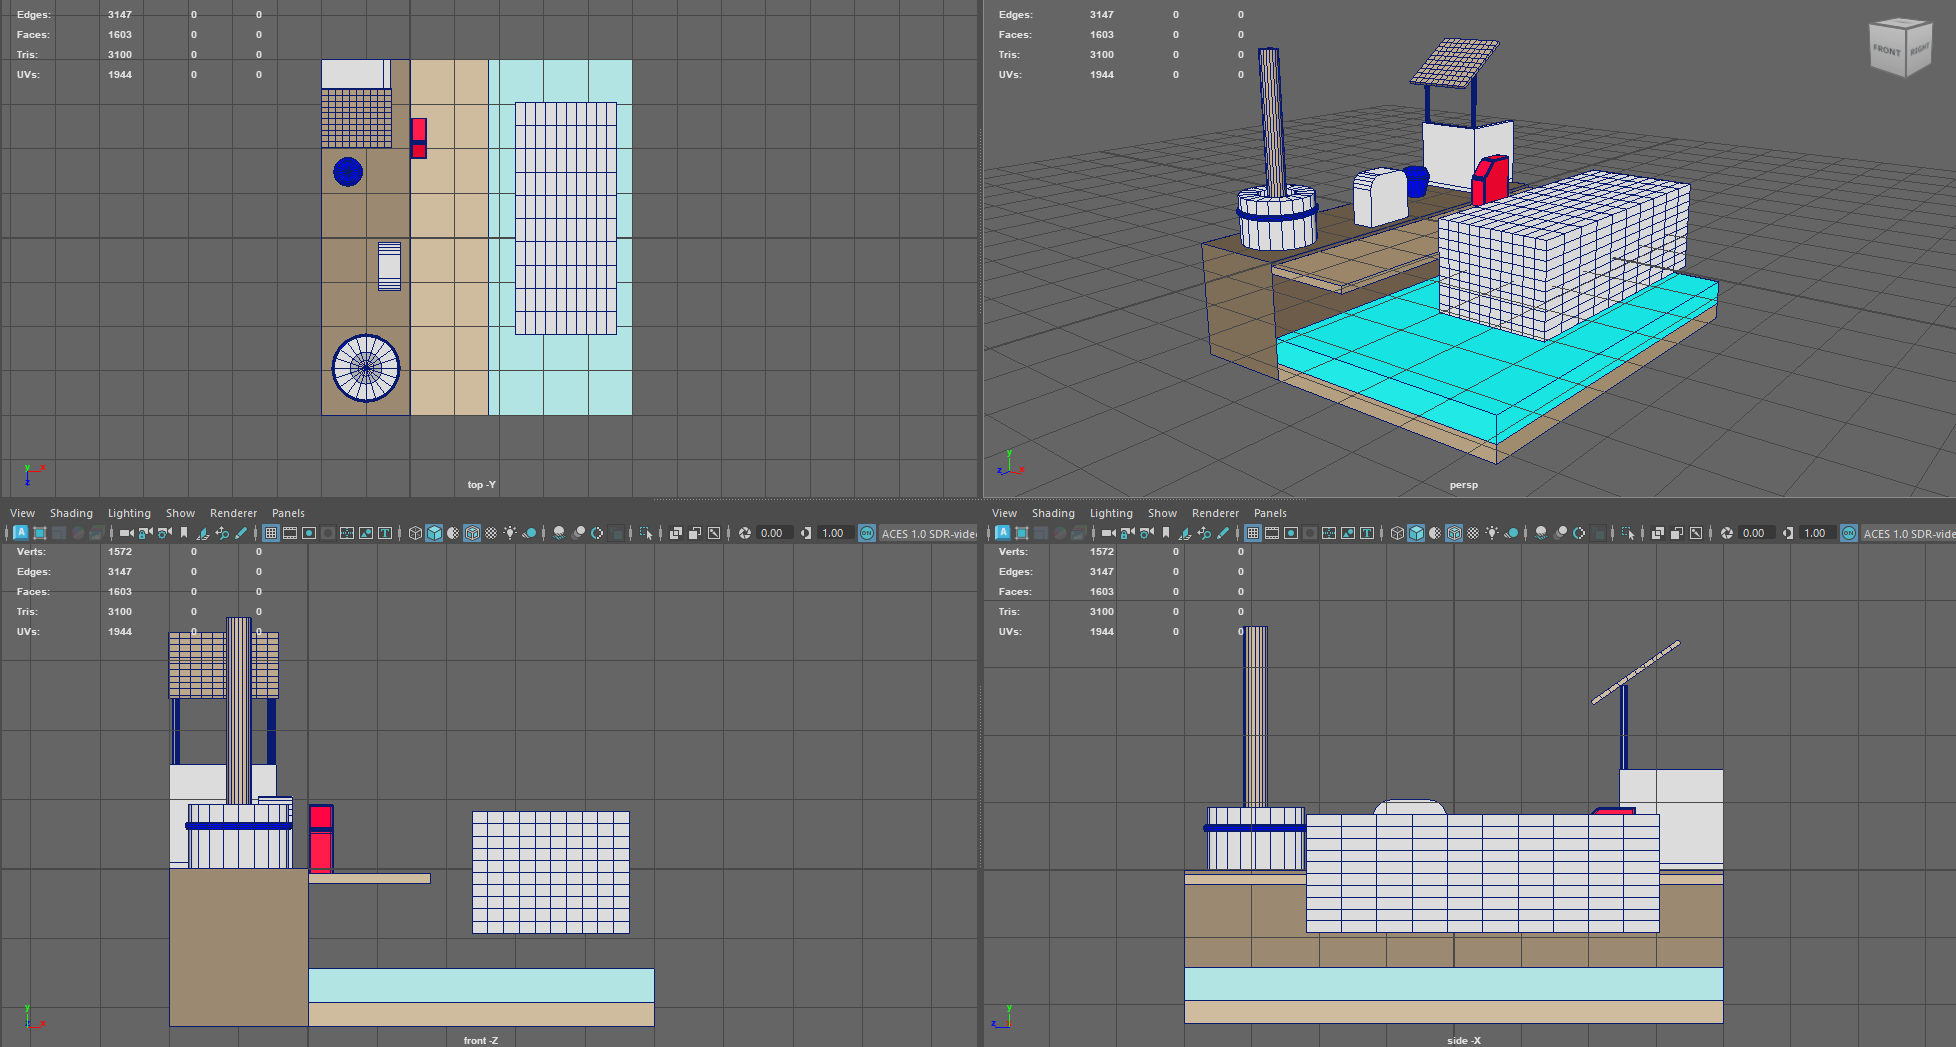 Edges: 3147 0 0
Faces: 1603 0 0
Tris: 3100 0 0
UVs: 1944 0 0
top -Y
y x
z
Edges: 3147 0 0
Faces: 1603 0 0
Tris: 3100 0 0
UVs: 1944 0 0
FRONT RIGHT
persp
y
z x
View Shading Lighting Show Renderer Panels
0.00 1.00 ON ACES 1.0 SDR-vide
Verts: 1572 0 0
Edges: 3147 0 0
Faces: 1603 0 0
Tris: 3100 0 0
UVs: 1944 0 0
front -Z
y
z x
View Shading Lighting Show Renderer Panels
0.00 1.00 ON ACES 1.0 SDR-vide
Verts: 1572 0 0
Edges: 3147 0 0
Faces: 1603 0 0
Tris: 3100 0 0
UVs: 1944 0 0
side -X
y
z